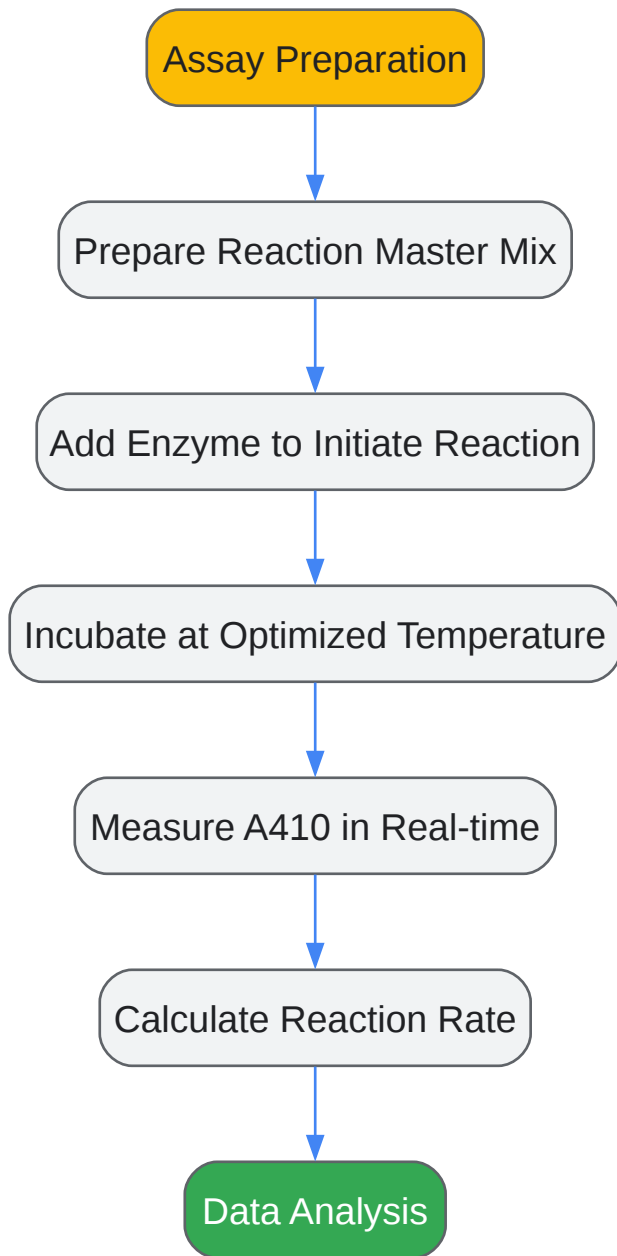 Assay Preparation
Prepare Reaction Master Mix
Add Enzyme to Initiate Reaction
Incubate at Optimized Temperature
Measure A410 in Real-time
Calculate Reaction Rate
Data Analysis